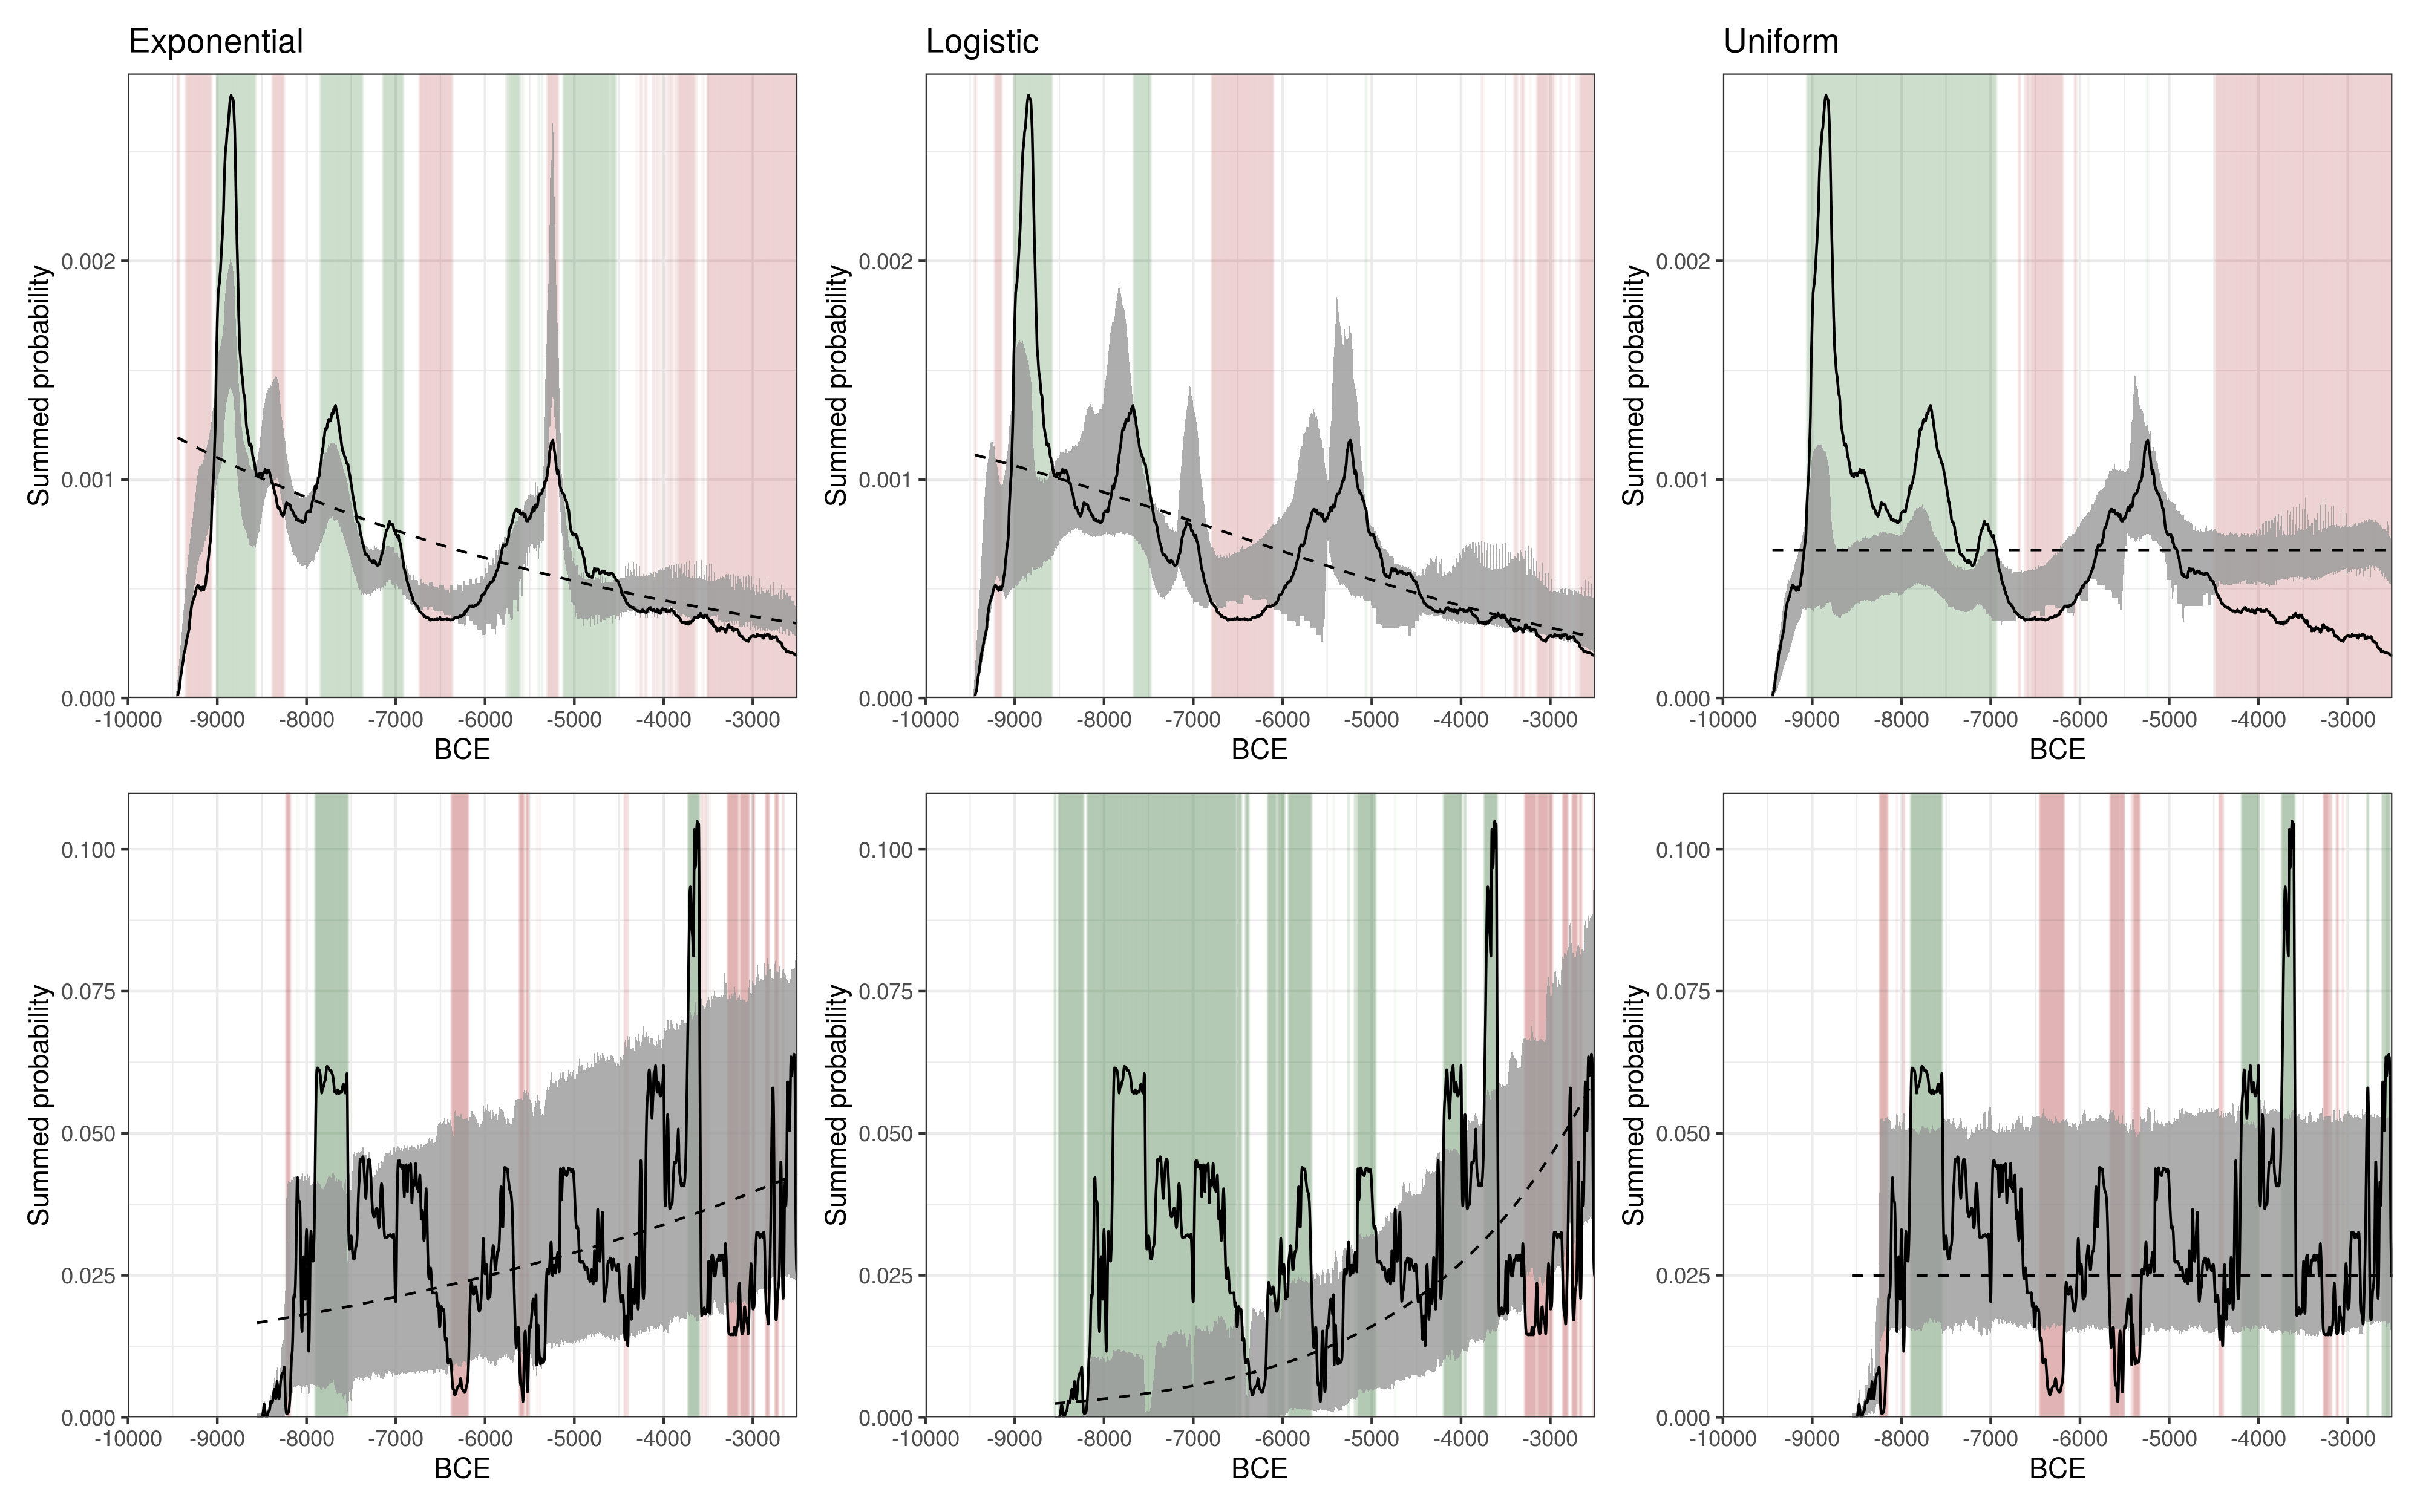 Exponential Logistic Uniform
Summed probability Summed probability Summed probability
0.002 0.002 0.002
0.001 0.001 0.001
0.000 0.000 0.000
-10000 -9000 -8000 -7000 -6000 -5000 -4000 -3000 -10000 -9000 -8000 -7000 -6000 -5000 -4000 -3000 -10000 -9000 -8000 -7000 -6000 -5000 -4000 -3000
BCE BCE BCE
Summed probability Summed probability Summed probability
0.100 0.100 0.100
0.075 0.075 0.075
0.050 0.050 0.050
0.025 0.025 0.025
0.000 0.000 0.000
-10000 -9000 -8000 -7000 -6000 -5000 -4000 -3000 -10000 -9000 -8000 -7000 -6000 -5000 -4000 -3000 -10000 -9000 -8000 -7000 -6000 -5000 -4000 -3000
BCE BCE BCE